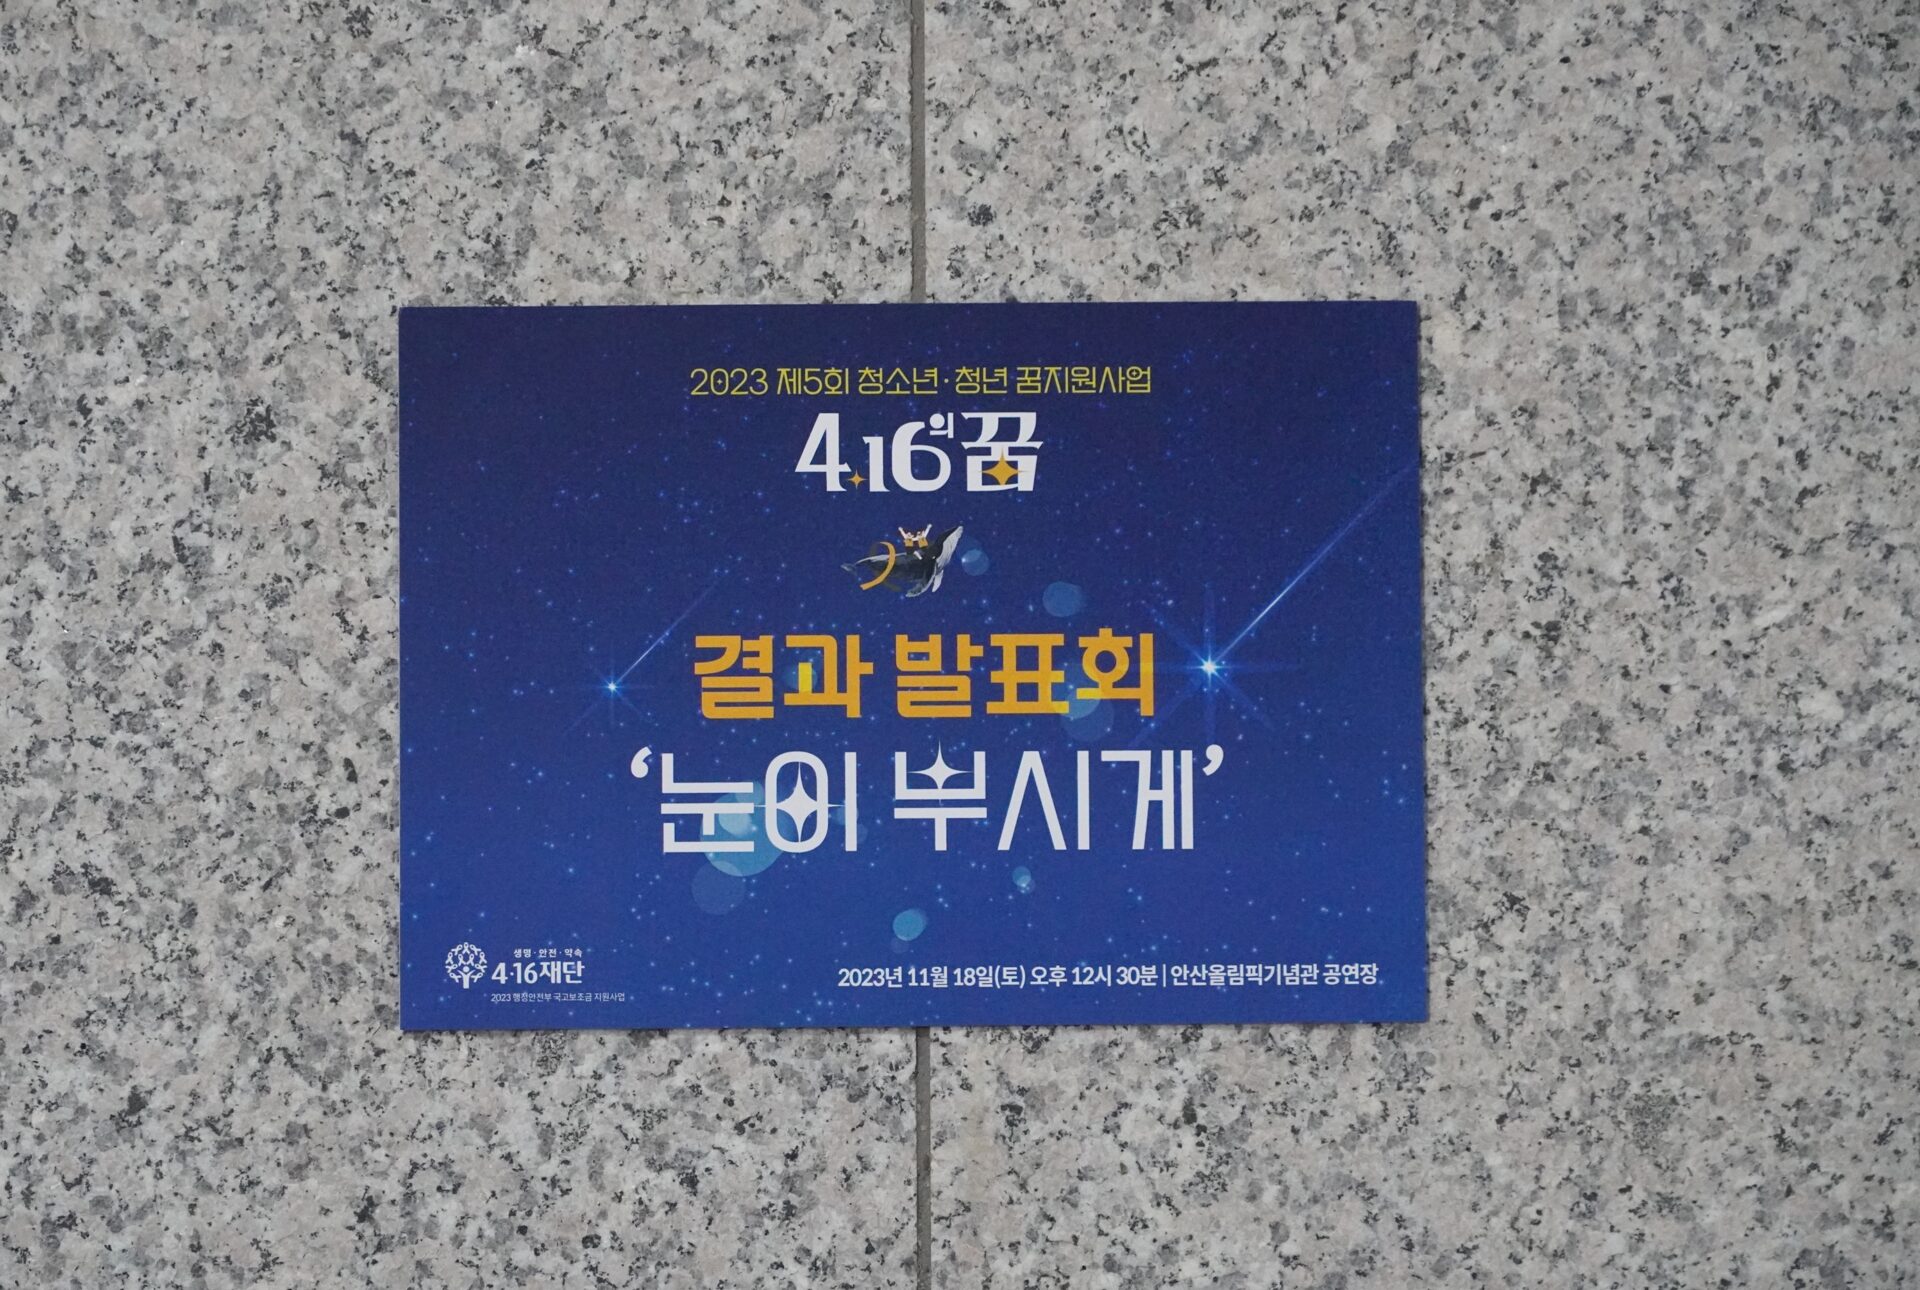 2023 제5회 청소년·청년 꿈지원사업
4.16의 꿈
결과 발표회
‘눈이 부시게’
생명·안전·약속
4·16재단
2023 행정안전부 국고보조금 지원사업
2023년 11월 18일(토) 오후 12시 30분 | 안산올림픽기념관 공연장